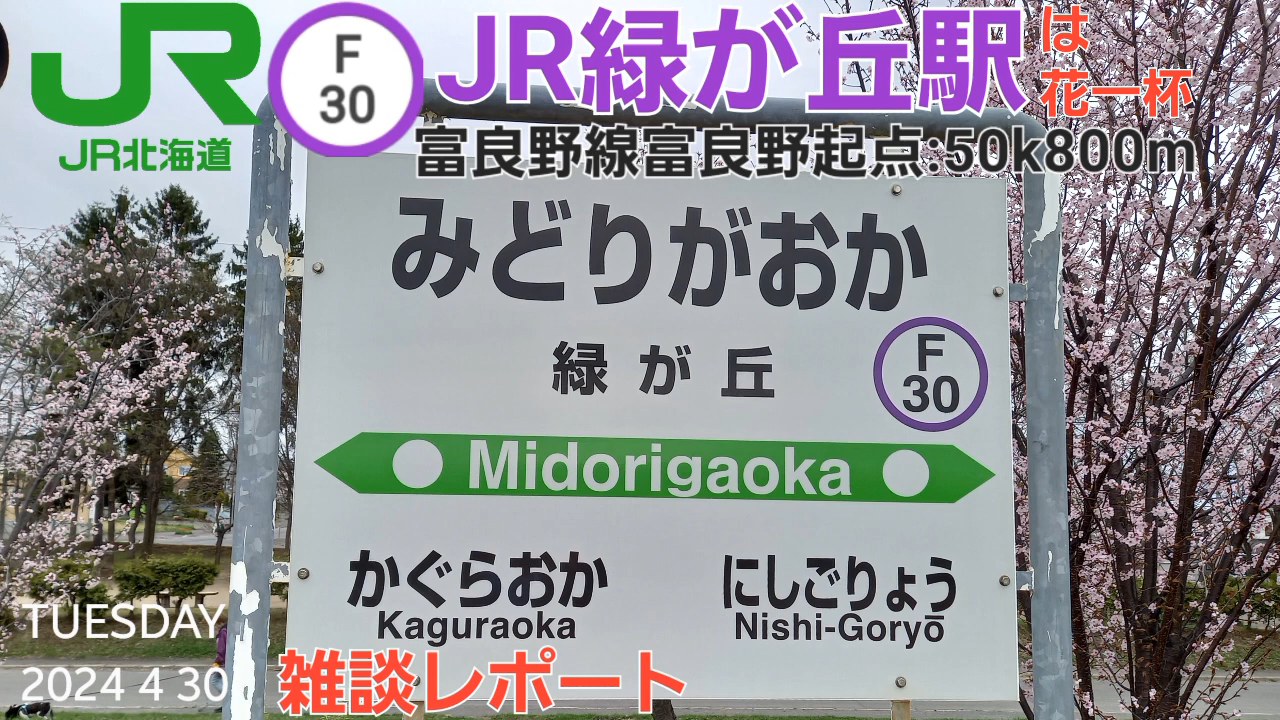 JR
JR北海道
F
30
JR緑が丘駅は
花一杯
富良野線富良野起点:50k800m
みどりがおか
緑が丘
F
30
Midorigaoka
かぐらおか
Kaguraoka
にしごりょう
Nishi-Goryō
TUESDAY
2024 4 30
雑談レポート